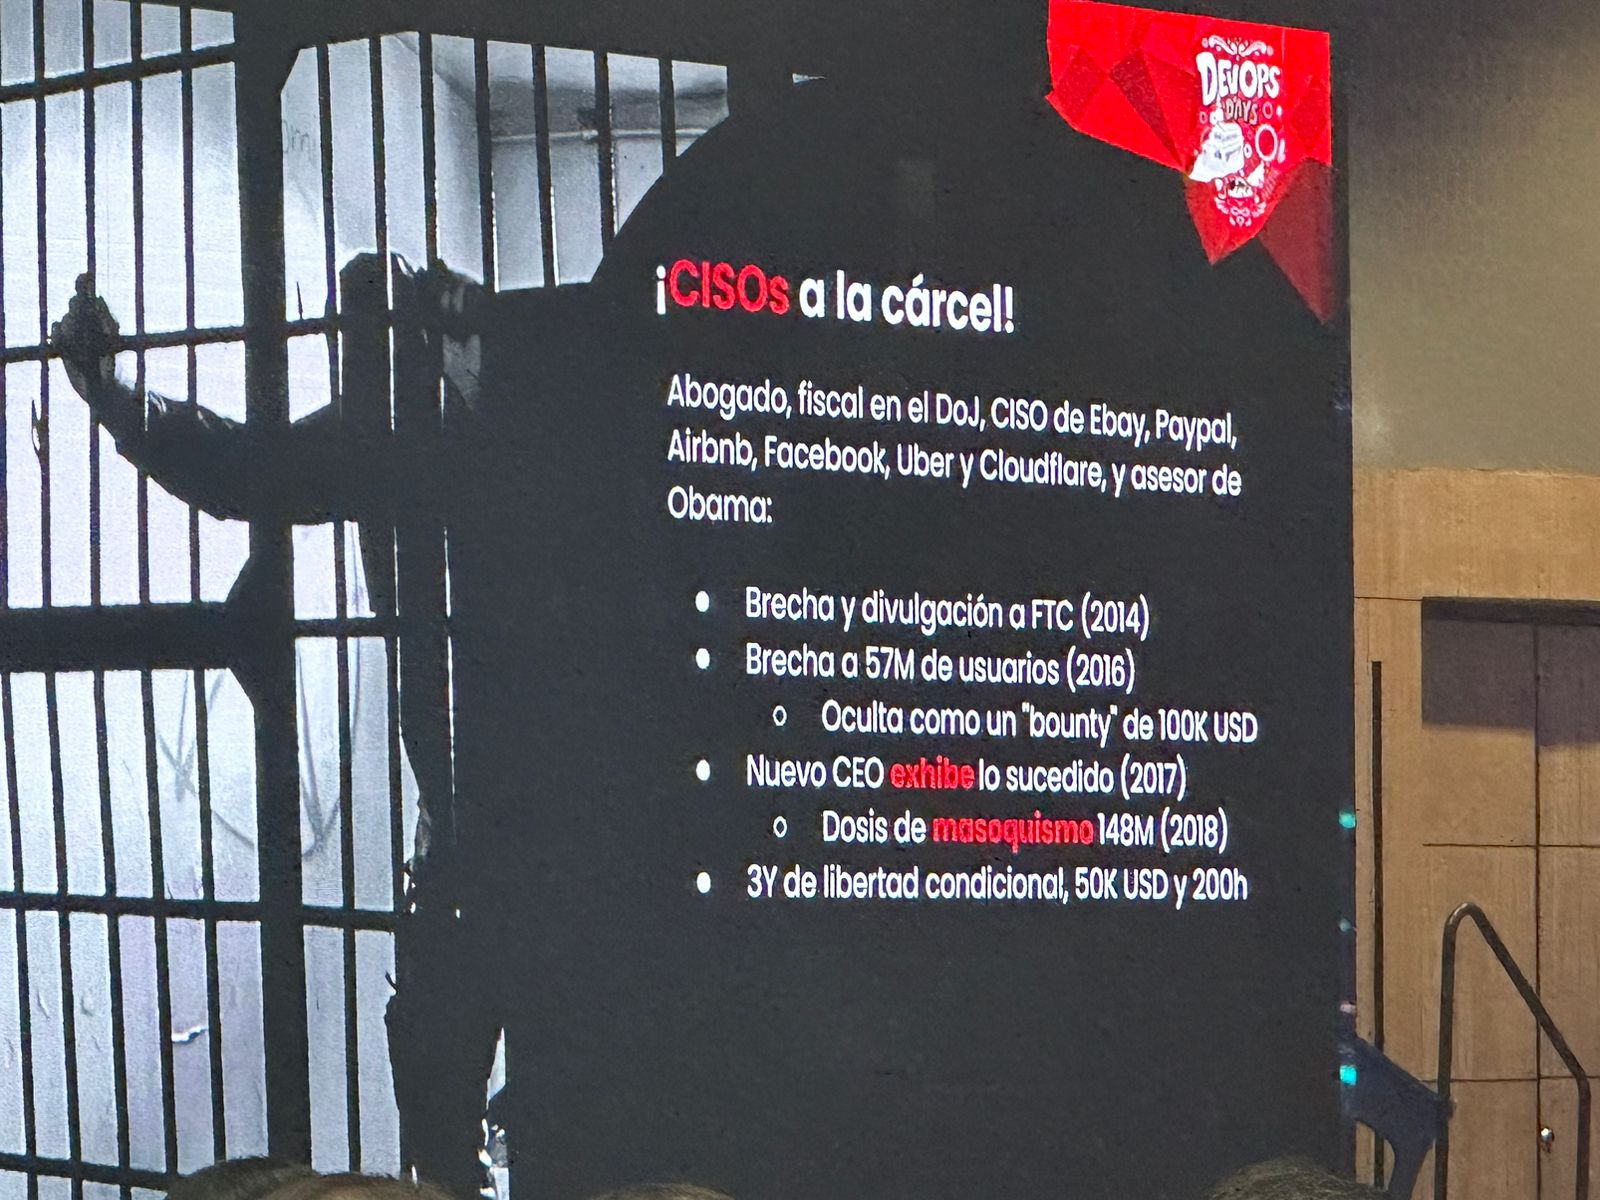 DEVOPS
DAYS
¡CISOs a la cárcel!
Abogado, fiscal en el DoJ, CISO de Ebay, Paypal,
Airbnb, Facebook, Uber y Cloudflare, y asesor de
Obama:
● Brecha y divulgación a FTC (2014)
● Brecha a 57M de usuarios (2016)
○ Oculta como un "bounty" de 100K USD
● Nuevo CEO exhibe lo sucedido (2017)
○ Dosis de masoquismo 148M (2018)
● 3Y de libertad condicional, 50K USD y 200h